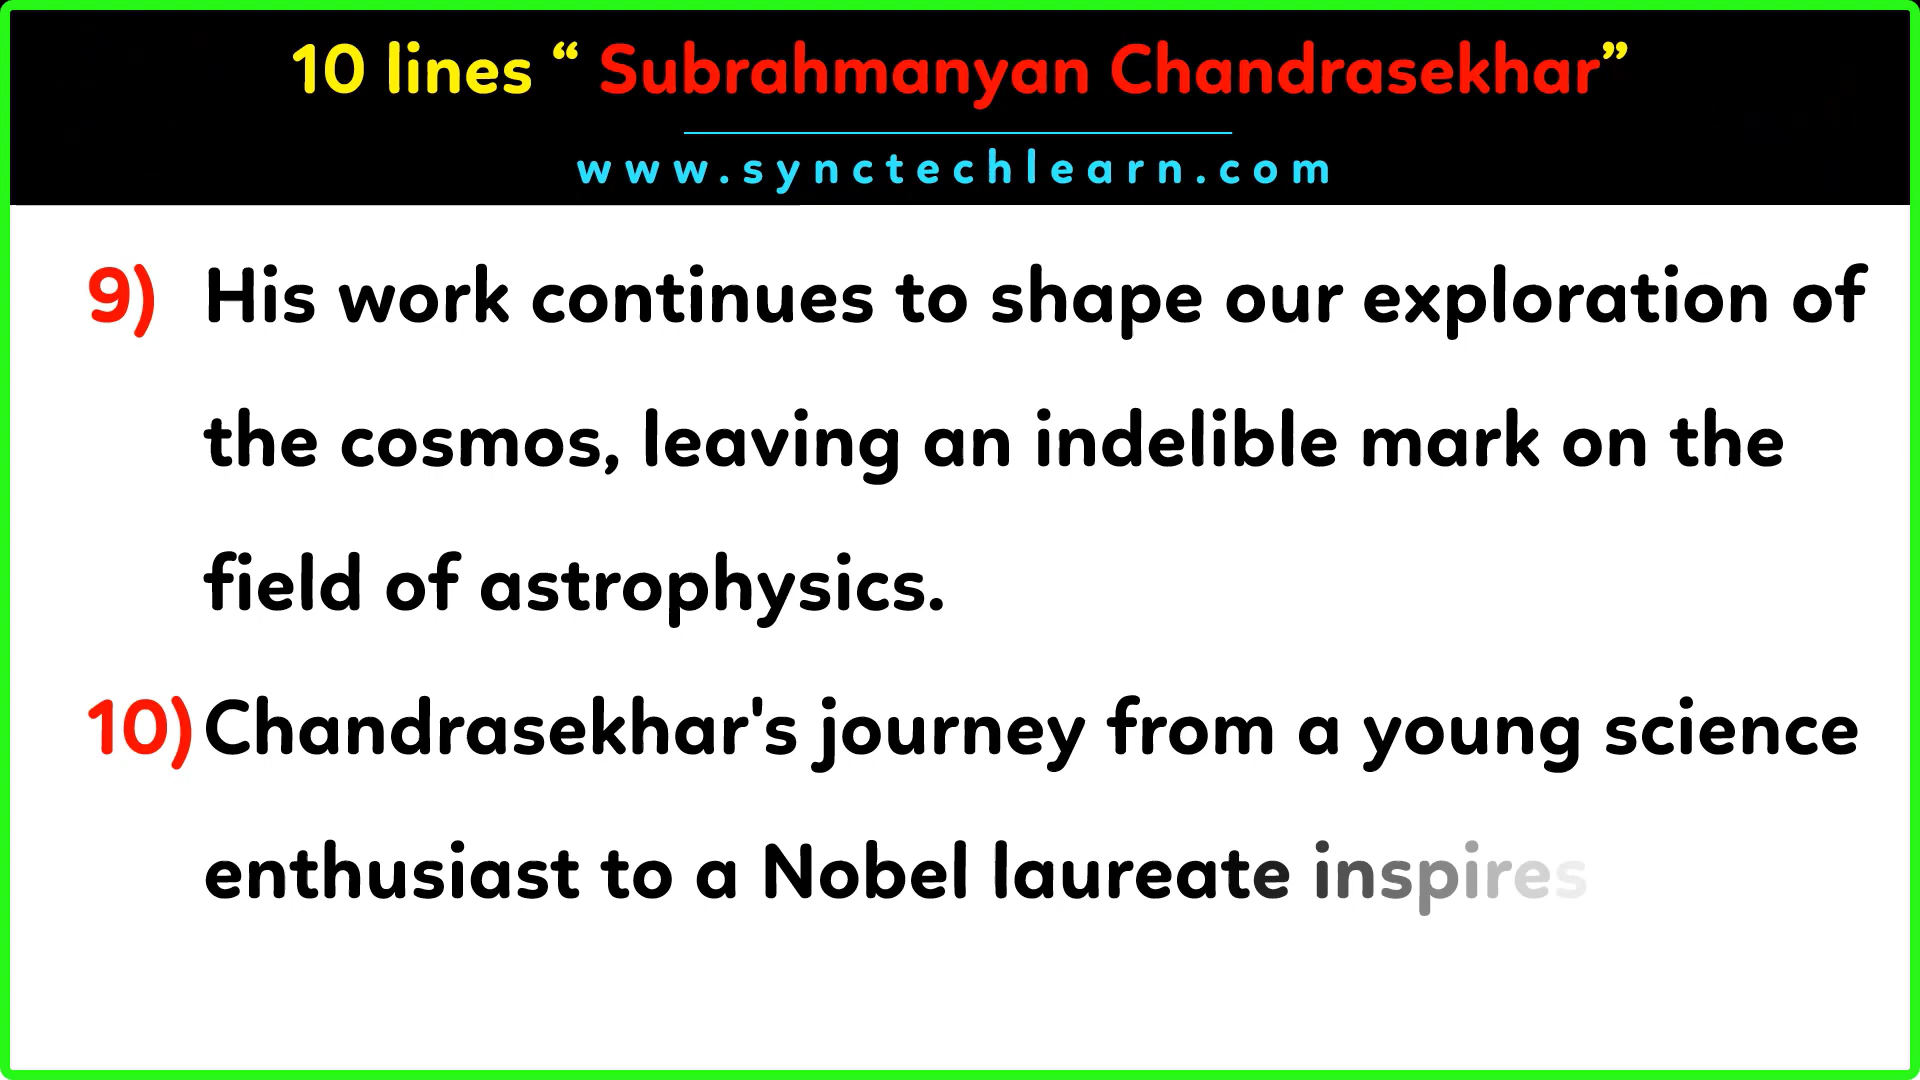 10 lines “ Subrahmanyan Chandrasekhar”
www.synctechlearn.com
9) His work continues to shape our exploration of
the cosmos, leaving an indelible mark on the
field of astrophysics.
10) Chandrasekhar's journey from a young science
enthusiast to a Nobel laureate inspires